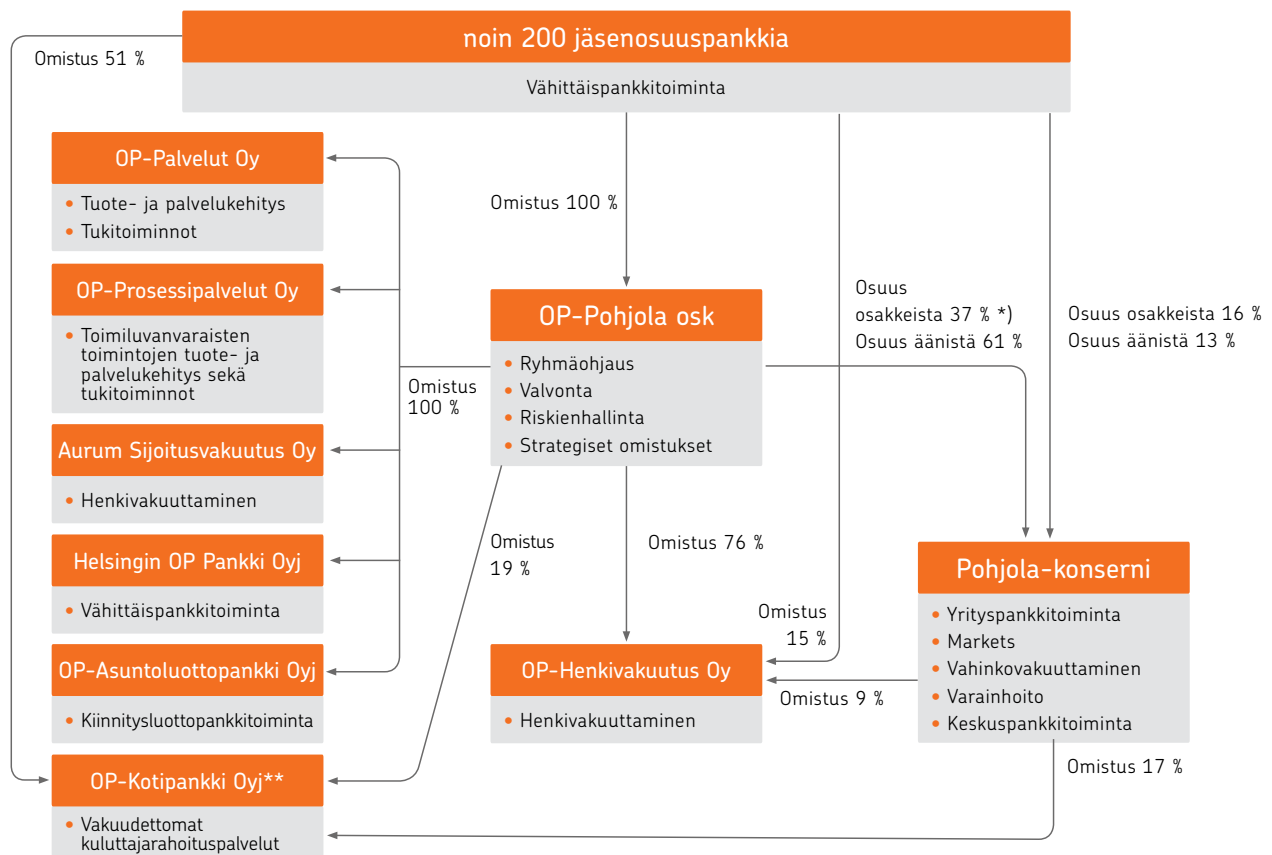 noin 200 jäsenosuuspankkia
Vähittäispankkitoiminta
Omistus 51 %
OP-Palvelut Oy
• Tuote- ja palvelukehitys
• Tukitoiminnot
OP-Prosessipalvelut Oy
• Toimiluvanvaraisten
toimintojen tuote- ja
palvelukehitys sekä
tukitoiminnot
Aurum Sijoitusvakuutus Oy
• Henkivakuuttaminen
Helsingin OP Pankki Oyj
• Vähittäispankkitoiminta
OP-Asuntoluottopankki Oyj
• Kiinnitysluottopankkitoiminta
OP-Kotipankki Oyj**
• Vakuudettomat
kuluttajarahoituspalvelut
Omistus
100 %
Omistus 100 %
OP-Pohjola osk
• Ryhmäohjaus
• Valvonta
• Riskienhallinta
• Strategiset omistukset
Omistus
19 %
Omistus 76 %
OP-Henkivakuutus Oy
• Henkivakuuttaminen
Osuus
osakkeista 37 % *)
Osuus äänistä 61 %
Osuus osakkeista 16 %
Osuus äänistä 13 %
Omistus
15 %
Omistus 9 %
Pohjola-konserni
• Yrityspankkitoiminta
• Markets
• Vahinkovakuuttaminen
• Varainhoito
• Keskuspankkitoiminta
Omistus 17 %